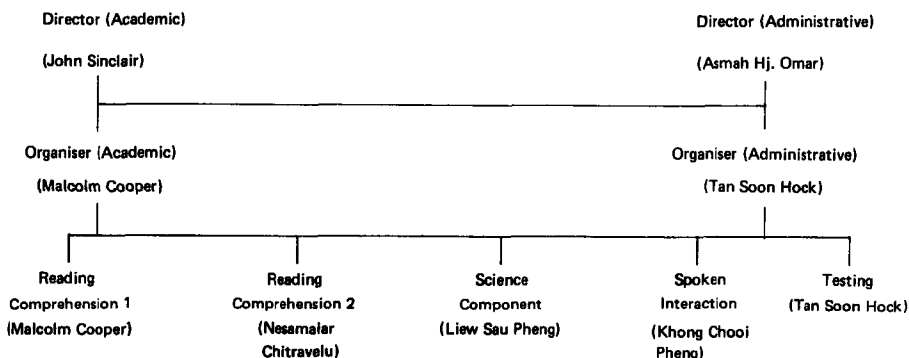 Director (Academic)
Director (Administrative)
(John Sinclair)
(Asmah Hj. Omar)
Organiser (Academic)
Organiser (Administrative)
(Malcolm Cooper)
(Tan Soon Hock)
Reading
Comprehension 1
(Malcolm Cooper)
Reading
Comprehension 2
(Nesamalar
Chitravelu)
Science
Component
(Liew Sau Pheng)
Spoken
Interaction
(Khong Chooi
Pheno)
Testing
(Tan Soon Hock)